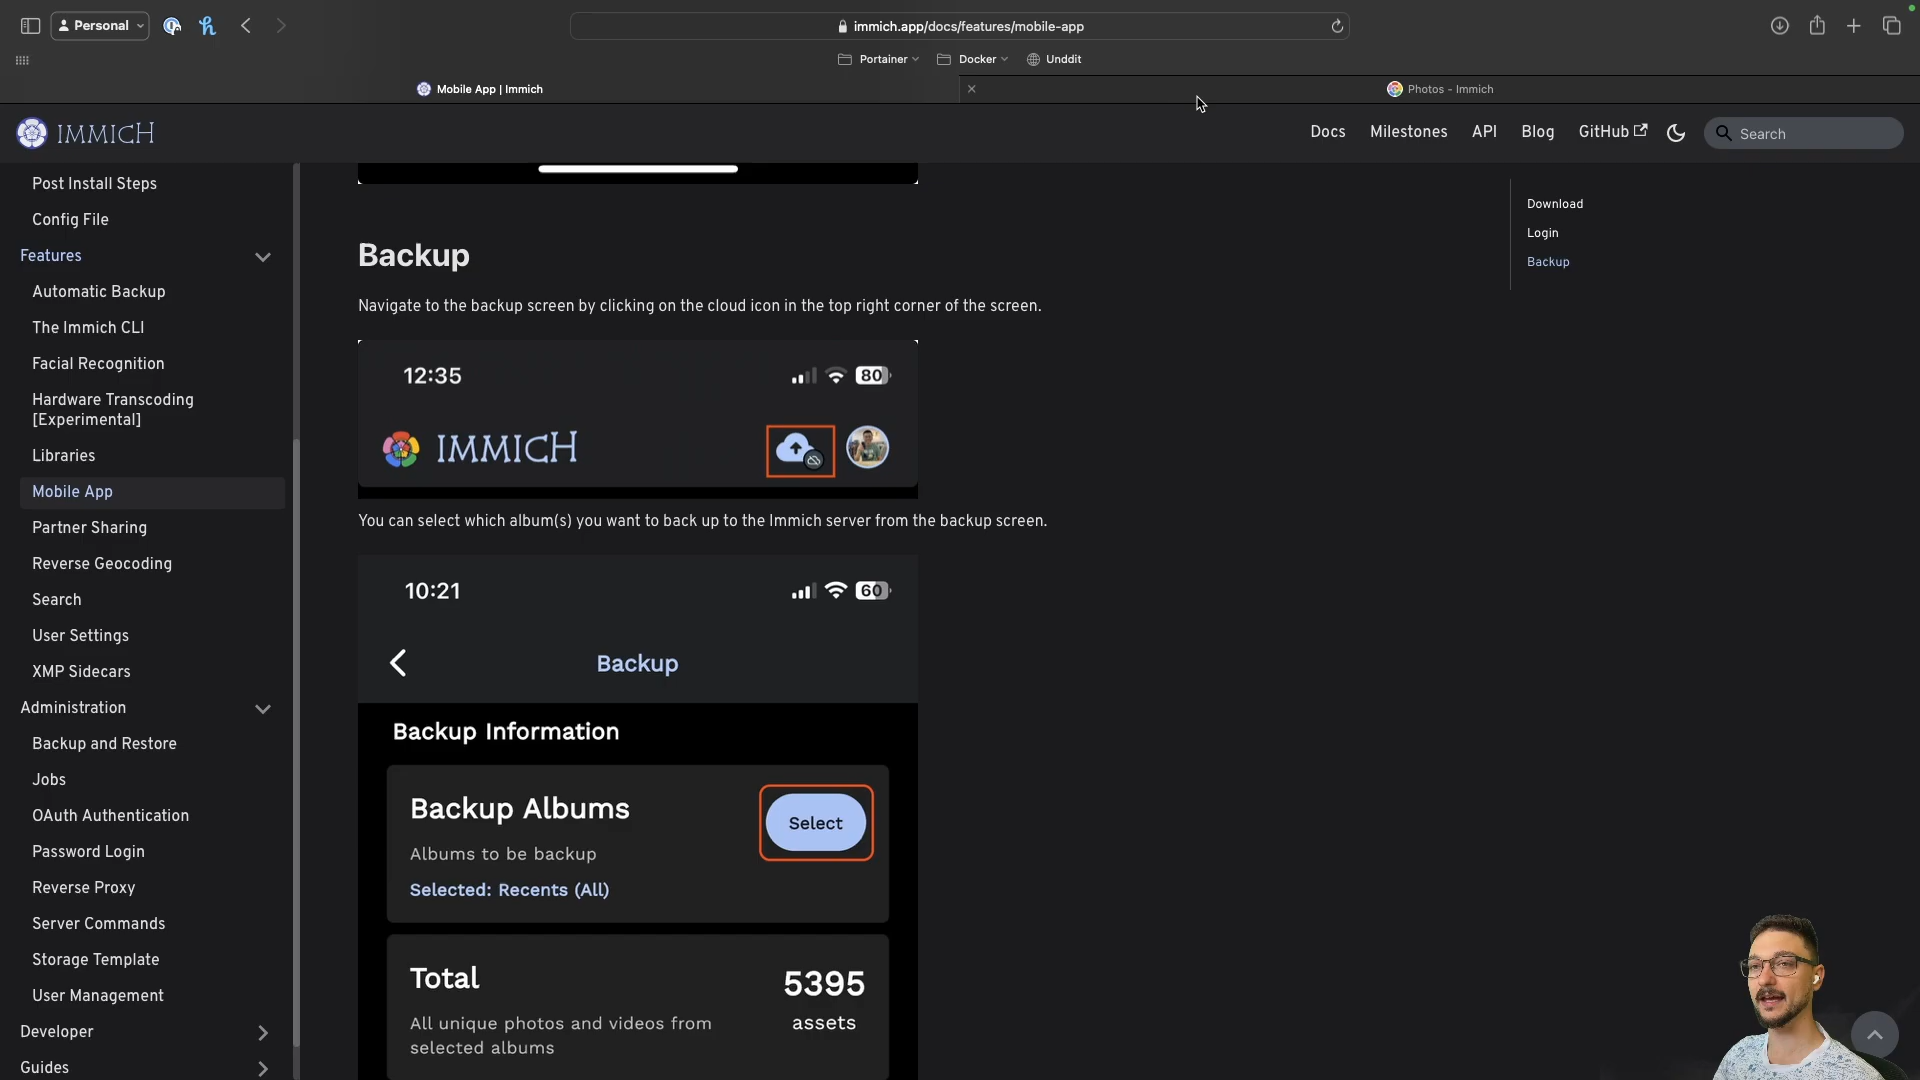 Personal
immich.app/docs/features/mobile-app
Portainer
Docker
Unddit
Mobile App | Immich
Photos - Immich
IMMICH
Docs
Milestones
API
Blog
GitHub
Search
Post Install Steps
Config File
Features
Automatic Backup
The Immich CLI
Facial Recognition
Hardware Transcoding
[Experimental]
Libraries
Mobile App
Partner Sharing
Reverse Geocoding
Search
User Settings
XMP Sidecars
Administration
Backup and Restore
Jobs
OAuth Authentication
Password Login
Reverse Proxy
Server Commands
Storage Template
User Management
Developer
Guides
Backup
Navigate to the backup screen by clicking on the cloud icon in the top right corner of the screen.
12:35
80
IMMICH
You can select which album(s) you want to back up to the Immich server from the backup screen.
10:21
60
Backup
Backup Information
Backup Albums
Select
Albums to be backup
Selected: Recents (All)
Total
5395
assets
All unique photos and videos from
selected albums
Download
Login
Backup